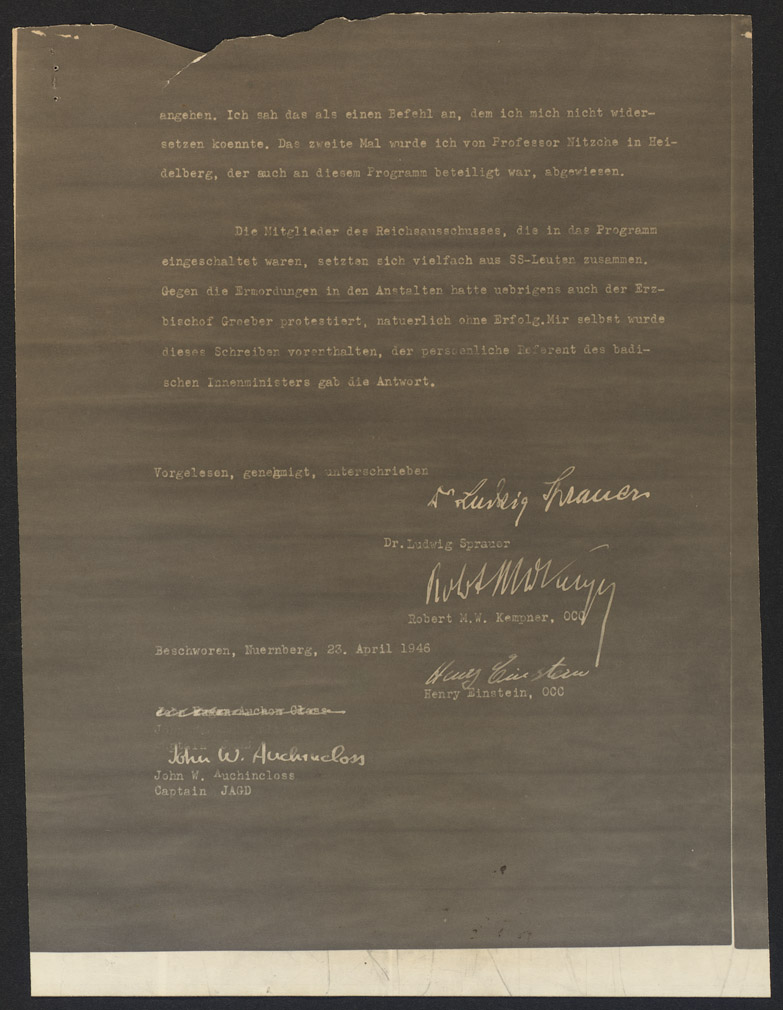 angehen. Ich sah das als einen Befehl an, dem ich mich nicht wider-
setzen koennte. Das zweite Mal wurde ich von Professor Nitzche in Hei-
delberg, der auch an diesem Programm beteiligt war, abgewiesen.
Die Mitglieder des Reichsausschusses, die in das Programm
eingeschaltet waren, setzten sich vielfach aus SS-Leuten zusammen.
Gegen die Ermordungen in den Anstalten hatte uebrigens auch der Erz-
bischof Groeber protestiert, natuerlich ohne Erfolg.Mir selbst wurde
dieses Schreiben vorenthalten, der persoenliche Referent des badi-
schen Innenministers gab die Antwort.
Vorgelesen, genehmigt, unterschrieben
Dr Ludwig Sprauer
Dr. Ludwig Sprauer
Robert M.W. Kempner, OCC
Beschworen, Nuernberg, 23. April 1946
Henry Einstein
Henry Einstein, OCC
John W. Auchincloss
John W. Auchincloss
Captain JAGD